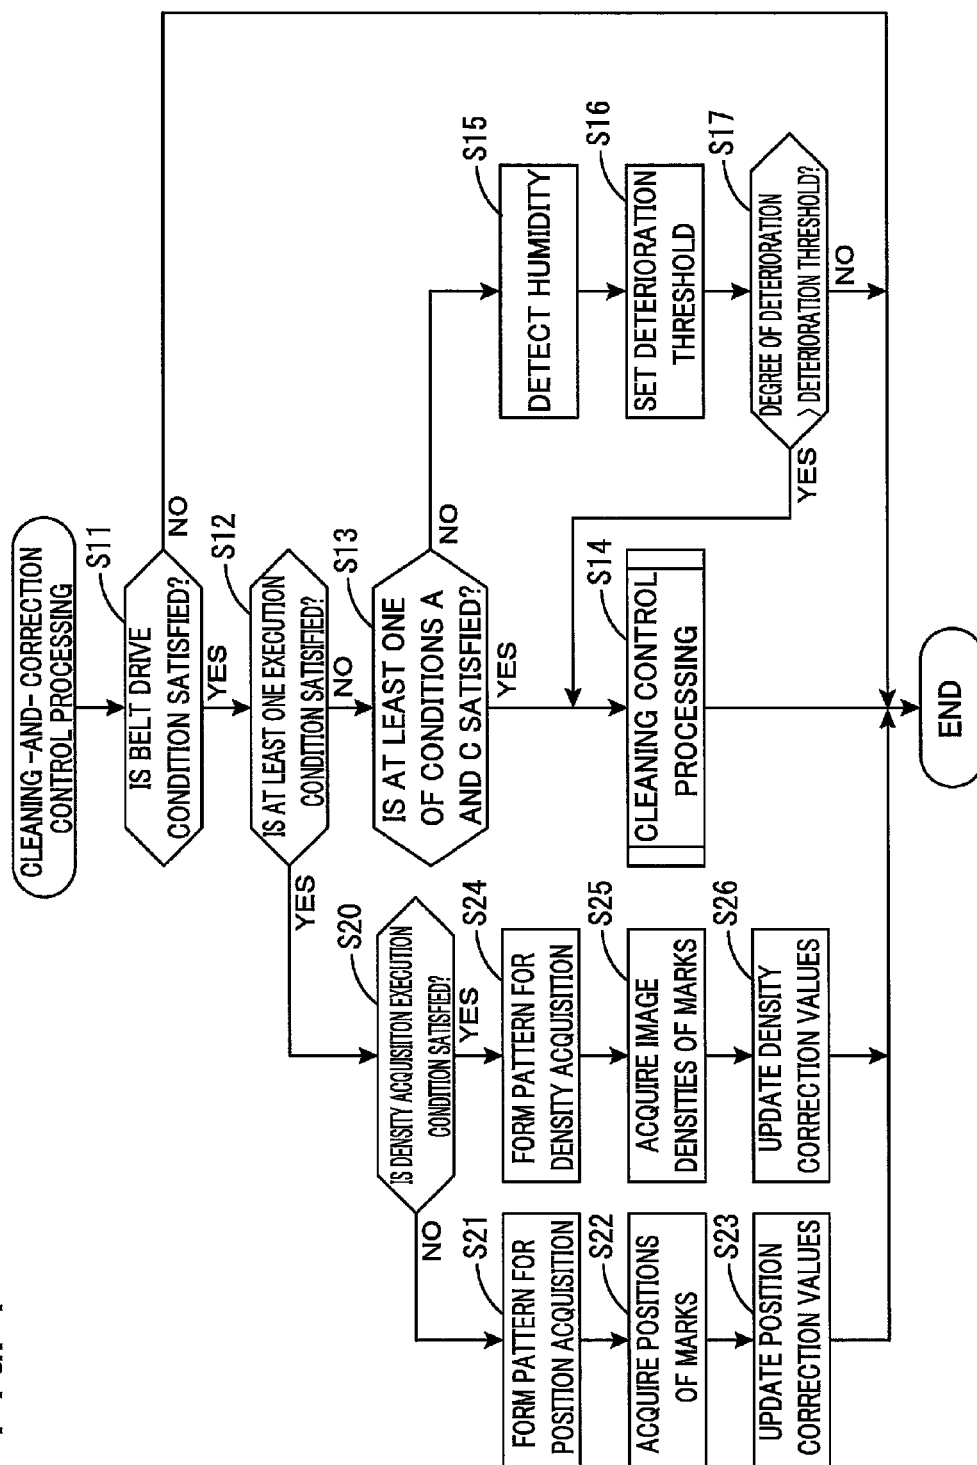 CLEANING -AND- CORRECTION
CONTROL PROCESSING
S11
IS BELT DRIVE
CONDITION SATISFIED?
NO
YES
S12
IS AT LEAST ONE EXECUTION
CONDITION SATISIFIED?
YES
NO
S13
IS AT LEAST ONE
OF CONDITIONS A
AND C SATISFIED?
NO
YES
S20
IS DENSITY ACQUISIITON EXECUTION
CONDITION SATISFIED?
NO
YES
S21
FORM PATTERN FOR
POSITION ACQUISITION
S22
ACQUIRE POSITIONS
OF MARKS
S23
UPDATE POSITION
CORRECTION VALUES
S24
FORM PATTERN FOR
DENSITY ACQUISITION
S25
ACQUIRE IMAGE
DENSITIES OF MARKS
S26
UPDATE DENSITY
CORRECTION VALUES
S14
CLEANING CONTROL
PROCESSING
S15
DETECT HUMIDITY
S16
SET DETERIORATION
THRESHOLD
S17
DEGREE OF DETERIORATION
> DETERIORATION THRESHOLD?
YES
NO
END